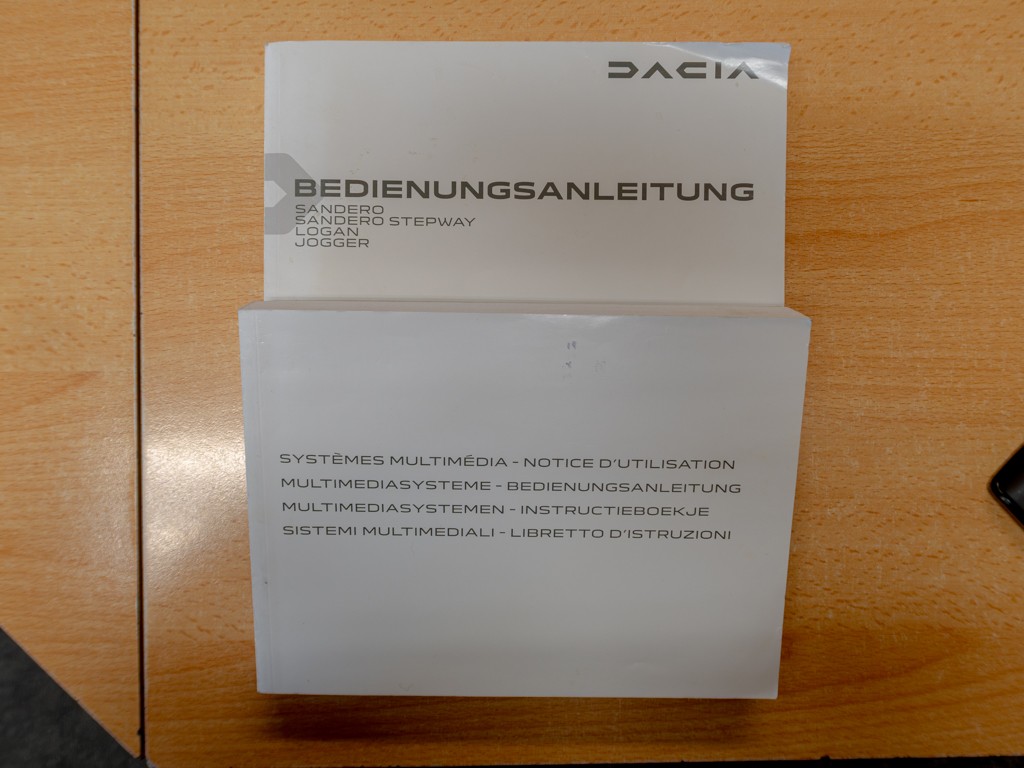 DACIA
BEDIENUNGSANLEITUNG
SANDERO
SANDERO STEPWAY
LOGAN
JOGGER
SYSTÈMES MULTIMÉDIA - NOTICE D'UTILISATION
MULTIMEDIASYSTEME - BEDIENUNGSANLEITUNG
MULTIMEDIASYSTEMEN - INSTRUCTIEBOEKJE
SISTEMI MULTIMEDIALI - LIBRETTO D'ISTRUZIONI